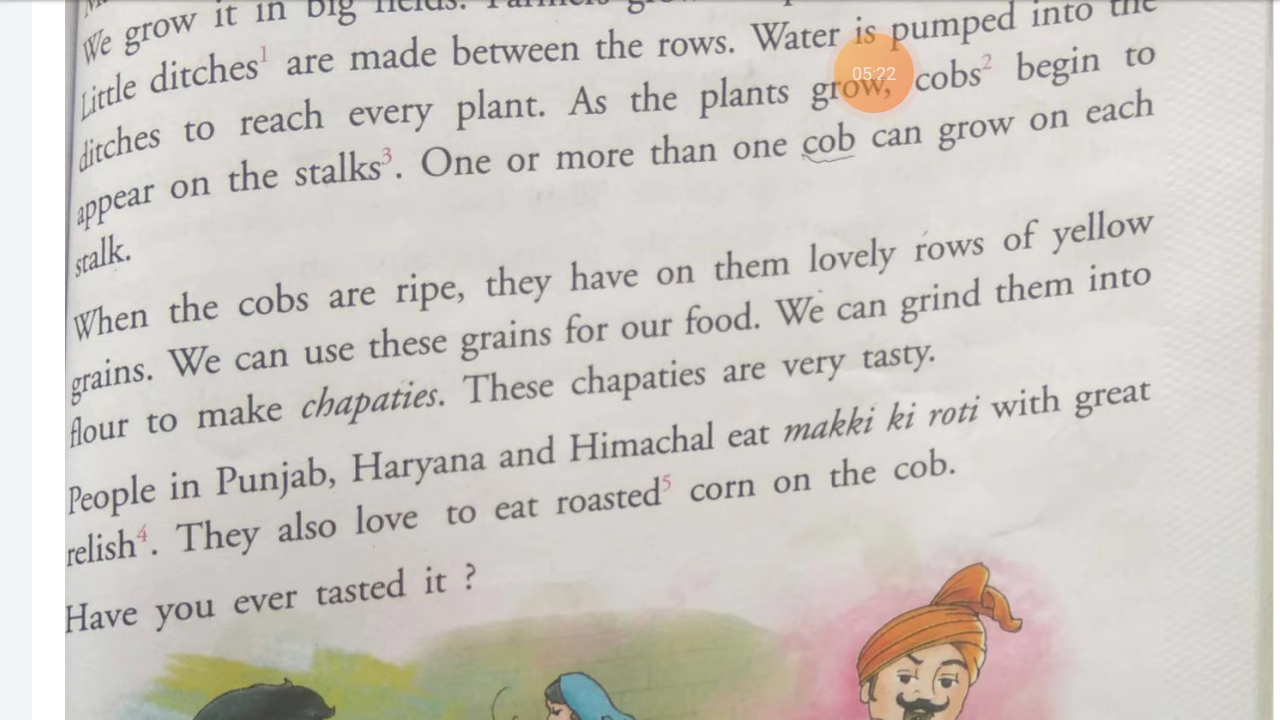 We grow it in big fields. Farmers
Little ditches1 are made between the rows. Water is pumped into the
ditches to reach every plant. As the plants grow, cobs2 begin to
appear on the stalks3. One or more than one cob can grow on each
stalk.
When the cobs are ripe, they have on them lovely rows of yellow
grains. We can use these grains for our food. We can grind them into
flour to make chapaties. These chapaties are very tasty.
People in Punjab, Haryana and Himachal eat makki ki roti with great
relish4. They also love to eat roasted5 corn on the cob.
Have you ever tasted it ?
05:22